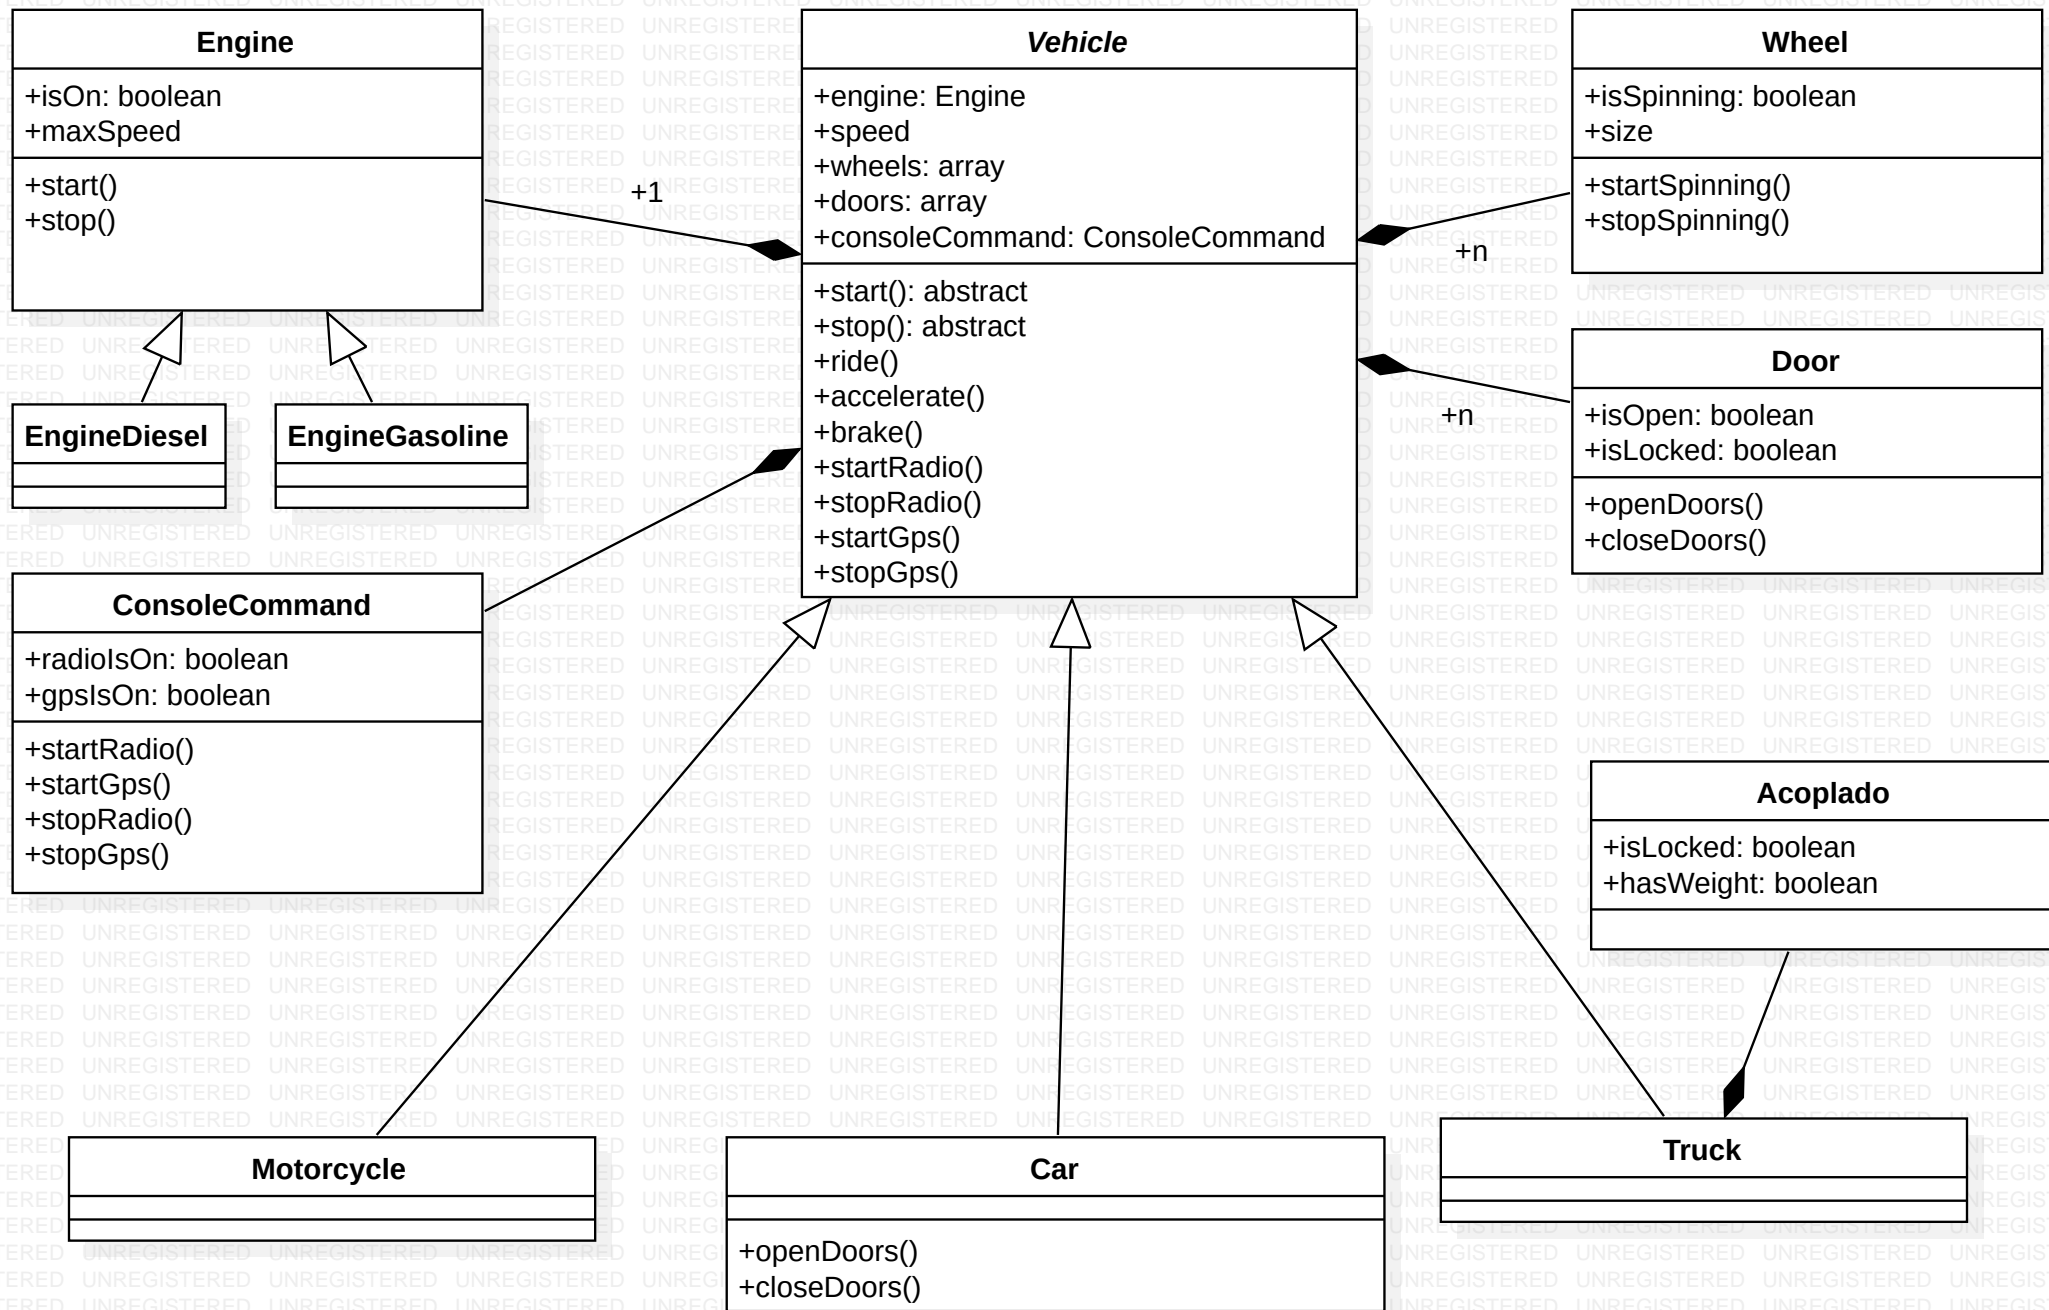 Engine
+isOn: boolean
+maxSpeed
+start()
+stop()
+1
Vehicle
+engine: Engine
+speed
+wheels: array
+doors: array
+consoleCommand: ConsoleCommand
+start(): abstract
+stop(): abstract
+ride()
+accelerate()
+brake()
+startRadio()
+stopRadio()
+startGps()
+stopGps()
Wheel
+isSpinning: boolean
+size
+startSpinning()
+stopSpinning()
+n
Door
+isOpen: boolean
+isLocked: boolean
+openDoors()
+closeDoors()
+n
EngineDiesel
EngineGasoline
ConsoleCommand
+radioIsOn: boolean
+gpsIsOn: boolean
+startRadio()
+startGps()
+stopRadio()
+stopGps()
Acoplado
+isLocked: boolean
+hasWeight: boolean
Motorcycle
Car
+openDoors()
+closeDoors()
Truck
UNREGISTERED